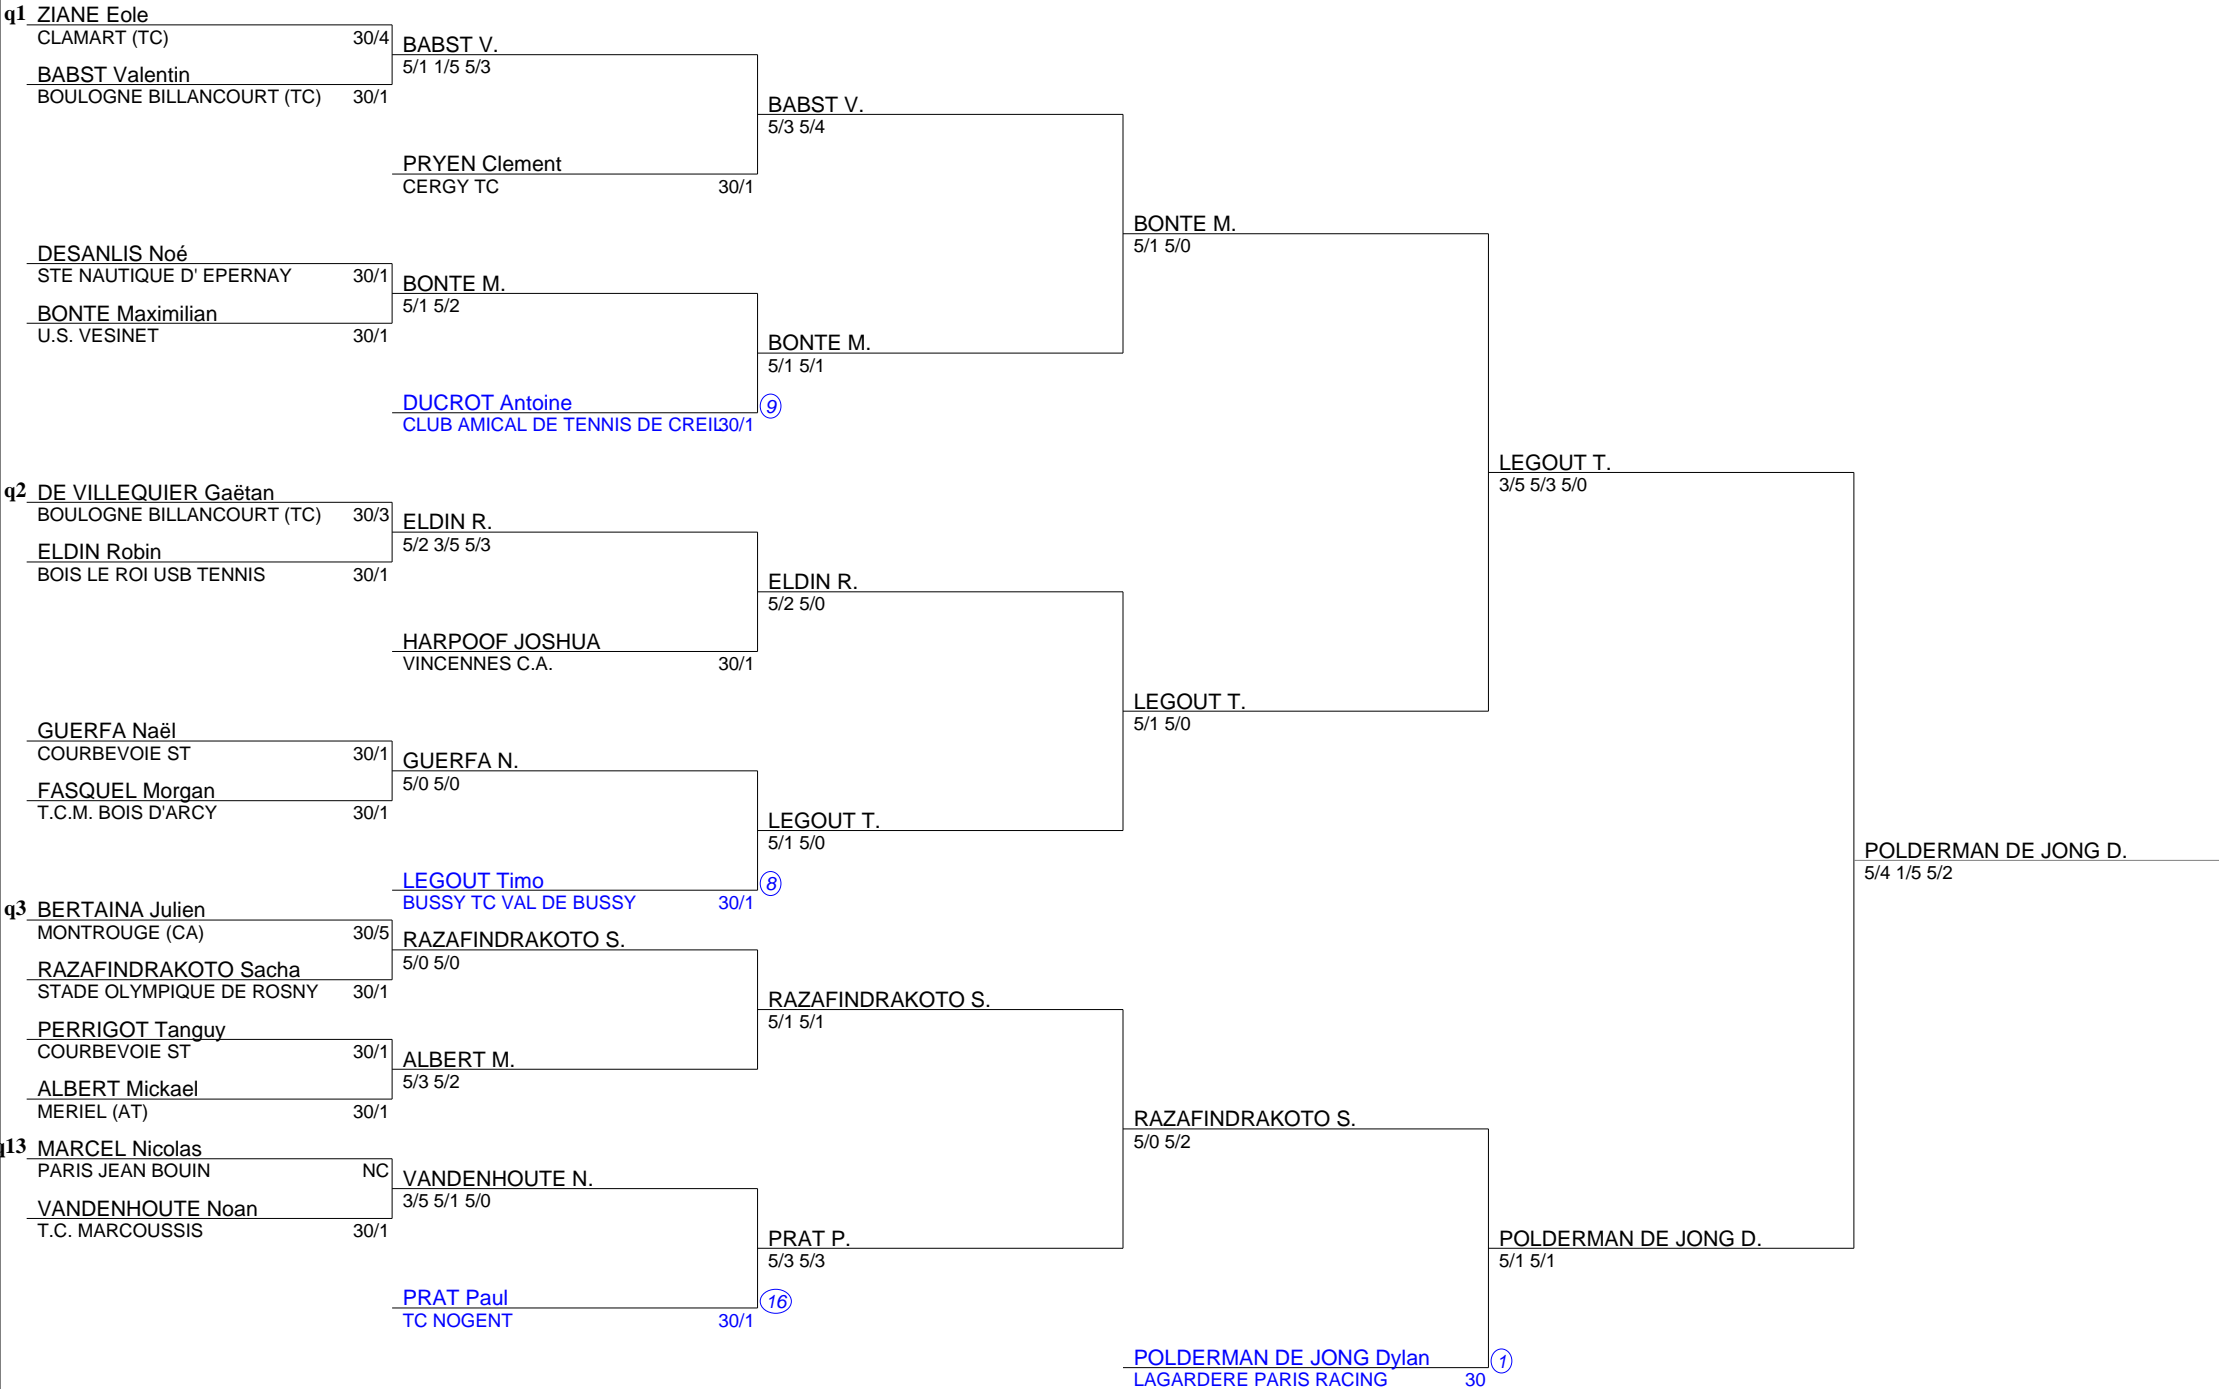 q1 ZIANE Eole
CLAMART (TC) 30/4
BABST V.
5/1 1/5 5/3
BABST Valentin
BOULOGNE BILLANCOURT (TC) 30/1
BABST V.
5/3 5/4
PRYEN Clement
CERGY TC 30/1
BONTE M.
5/1 5/0
DESANLIS Noé
STE NAUTIQUE D' EPERNAY 30/1
BONTE M.
5/1 5/2
BONTE Maximilian
U.S. VESINET 30/1
BONTE M.
5/1 5/1
DUCROT Antoine 9
CLUB AMICAL DE TENNIS DE CREIL 30/1
LEGOUT T.
3/5 5/3 5/0
q2 DE VILLEQUIER Gaëtan
BOULOGNE BILLANCOURT (TC) 30/3
ELDIN R.
5/2 3/5 5/3
ELDIN Robin
BOIS LE ROI USB TENNIS 30/1
ELDIN R.
5/2 5/0
HARPOOF JOSHUA
VINCENNES C.A. 30/1
LEGOUT T.
5/1 5/0
GUERFA Naël
COURBEVOIE ST 30/1
GUERFA N.
5/0 5/0
FASQUEL Morgan
T.C.M. BOIS D'ARCY 30/1
LEGOUT T.
5/1 5/0
POLDERMAN DE JONG D.
5/4 1/5 5/2
LEGOUT Timo 8
BUSSY TC VAL DE BUSSY 30/1
q3 BERTAINA Julien
MONTROUGE (CA) 30/5
RAZAFINDRAKOTO S.
5/0 5/0
RAZAFINDRAKOTO Sacha
STADE OLYMPIQUE DE ROSNY 30/1
RAZAFINDRAKOTO S.
5/1 5/1
PERRIGOT Tanguy
COURBEVOIE ST 30/1
ALBERT M.
5/3 5/2
ALBERT Mickael
MERIEL (AT) 30/1
RAZAFINDRAKOTO S.
5/0 5/2
q13 MARCEL Nicolas
PARIS JEAN BOUIN NC
VANDENHOUTE N.
3/5 5/1 5/0
VANDENHOUTE Noan
T.C. MARCOUSSIS 30/1
PRAT P.
5/3 5/3
POLDERMAN DE JONG D.
5/1 5/1
PRAT Paul 16
TC NOGENT 30/1
POLDERMAN DE JONG Dylan 1
LAGARDERE PARIS RACING 30